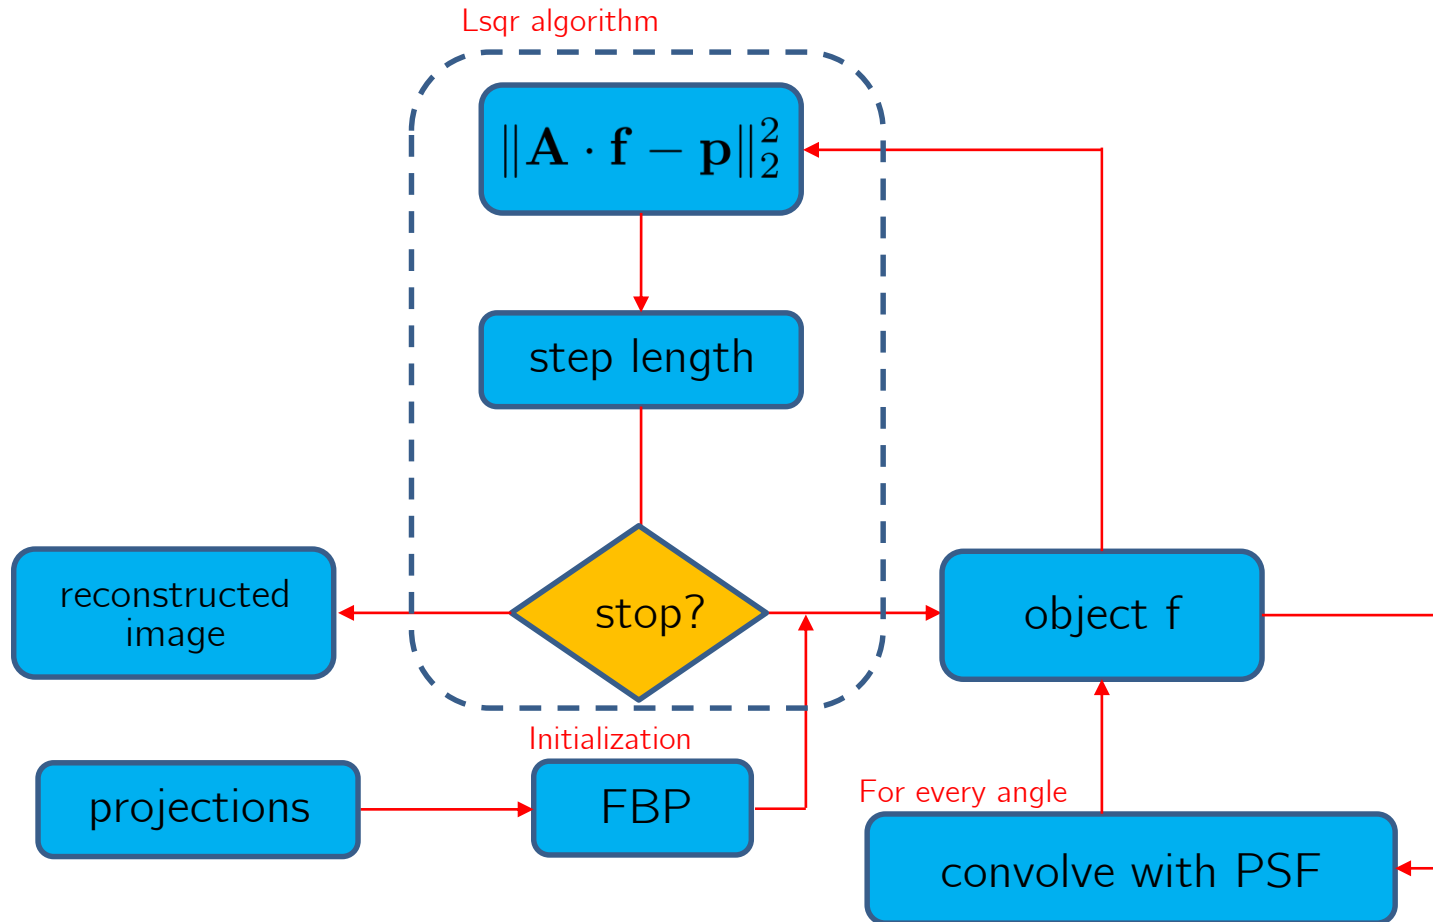 Lsqr algorithm
‖A · f − p‖₂²
step length
stop?
reconstructed
image
object f
Initialization
projections
FBP
For every angle
convolve with PSF